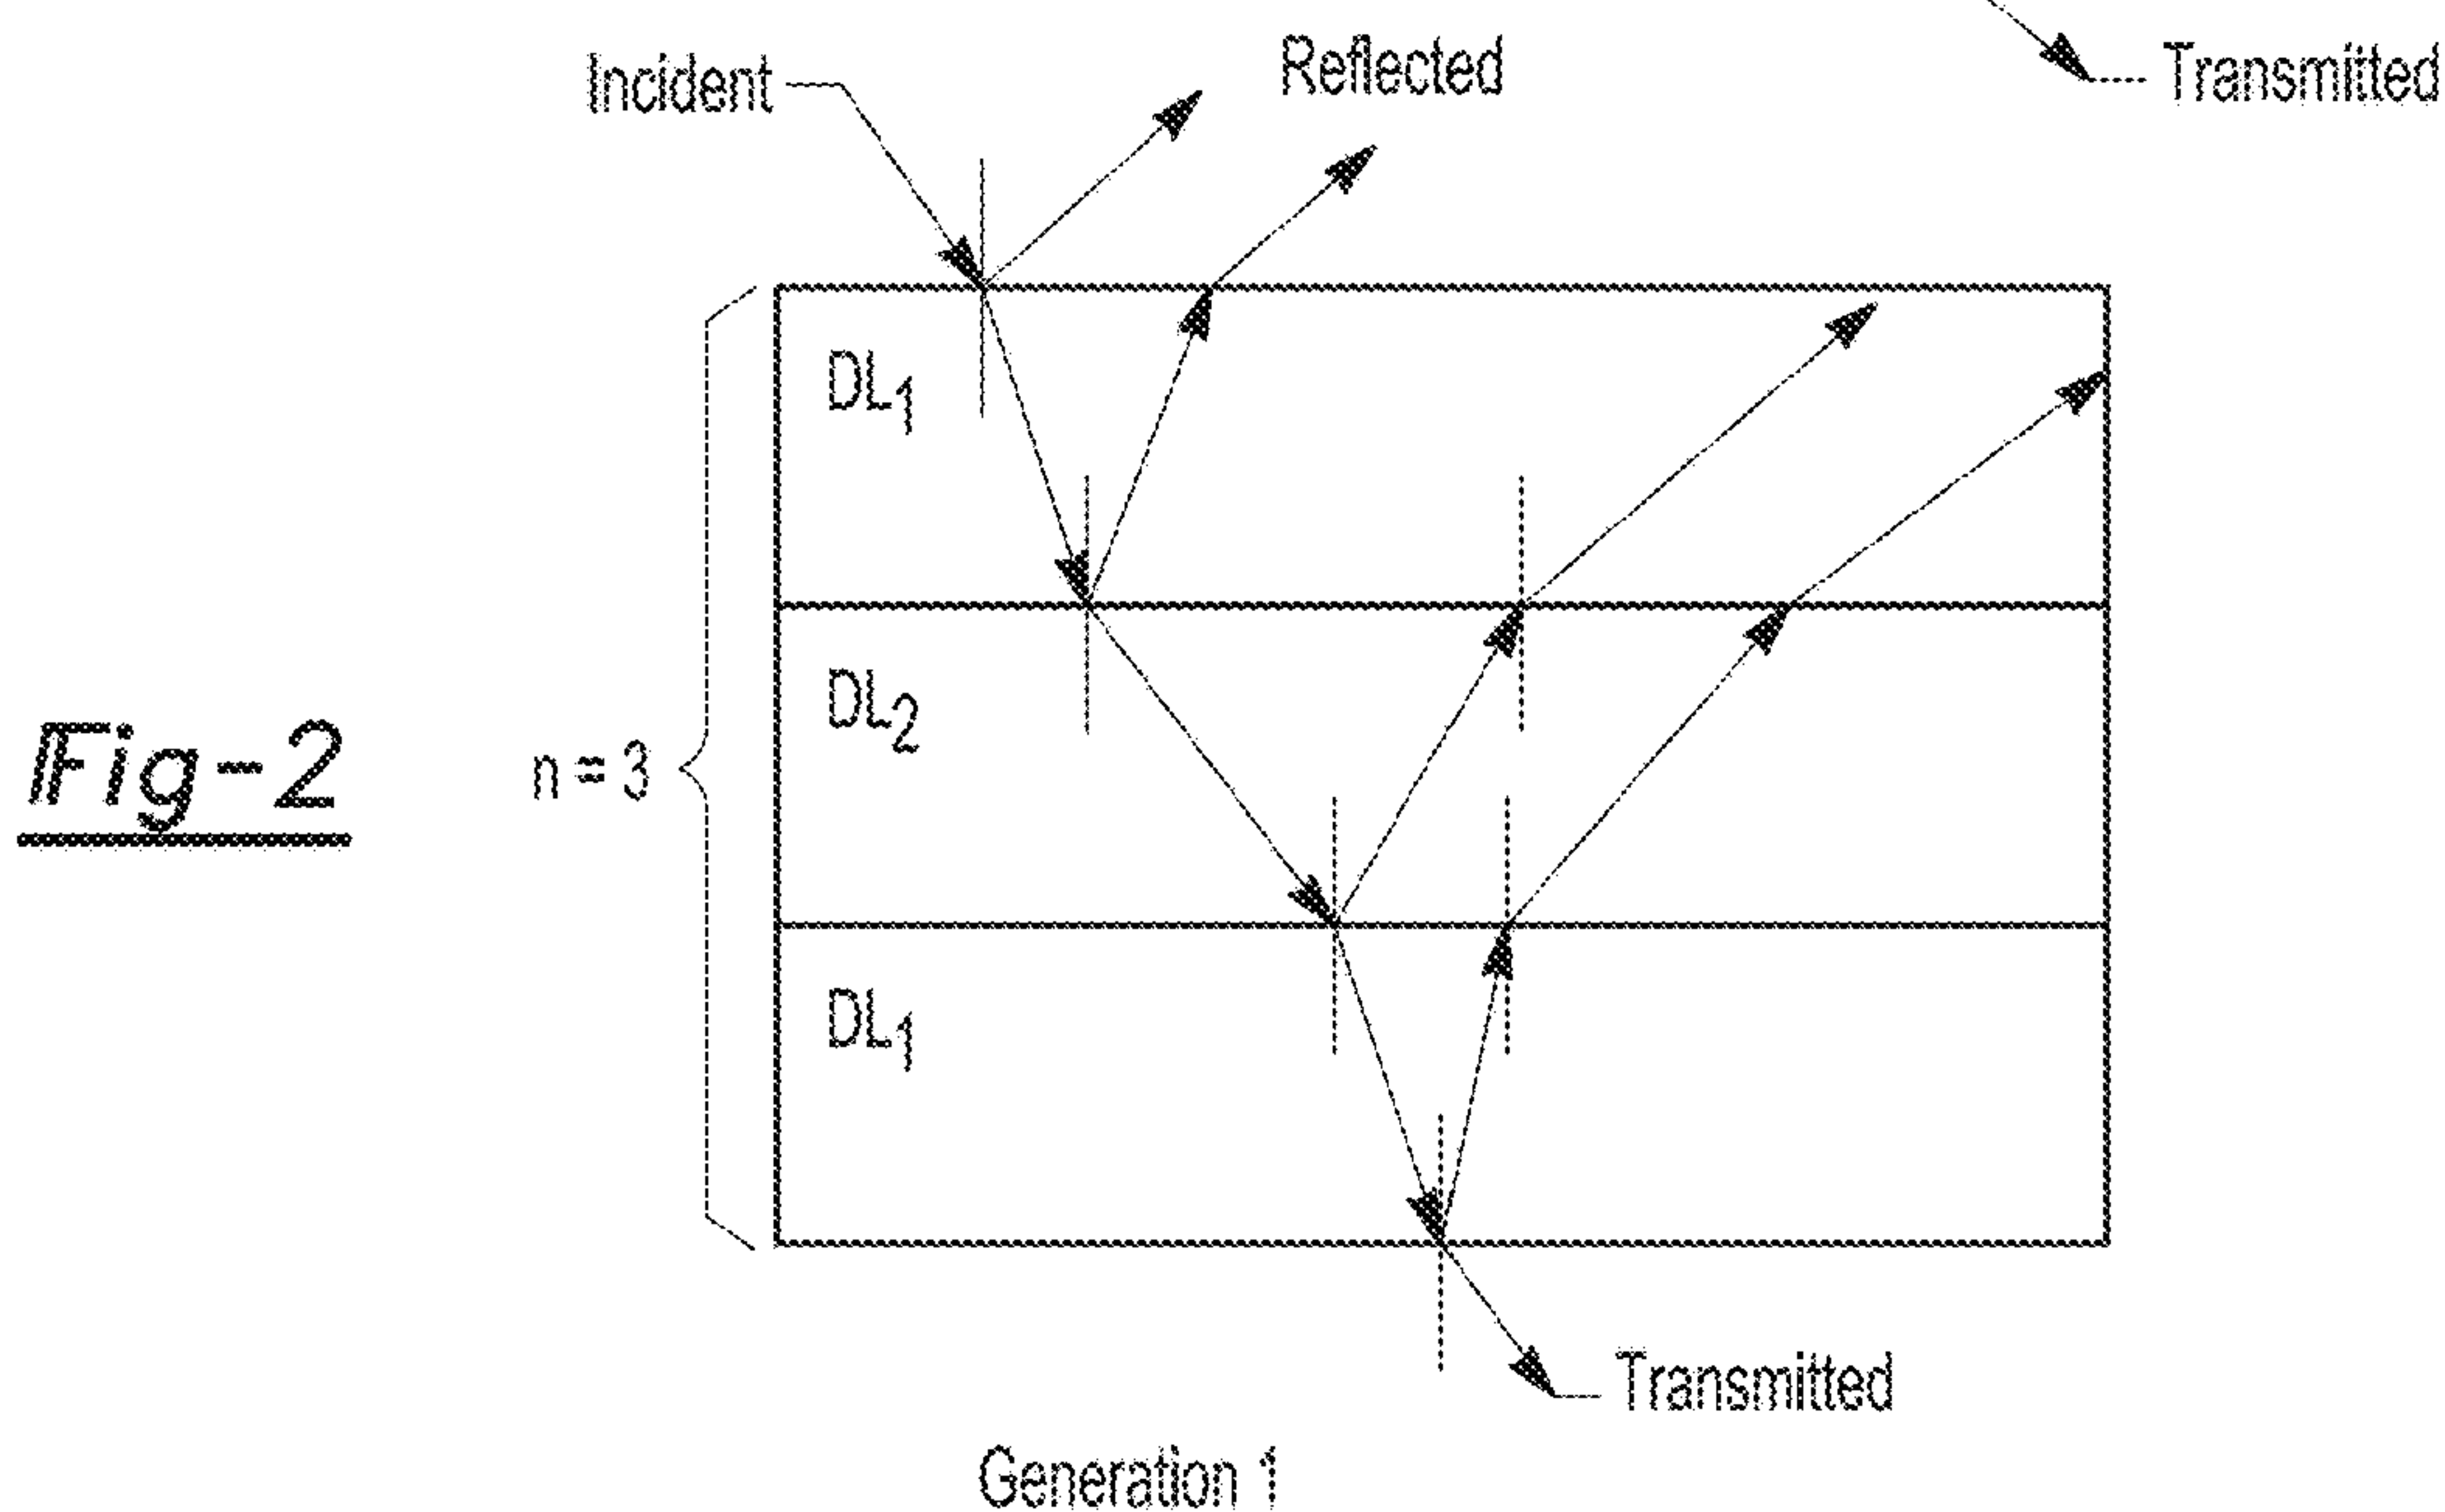 Incident
Reflected
Transmitted
DL1
DL2
Fig-2
n = 3
DL1
Transmitted
Generation 1